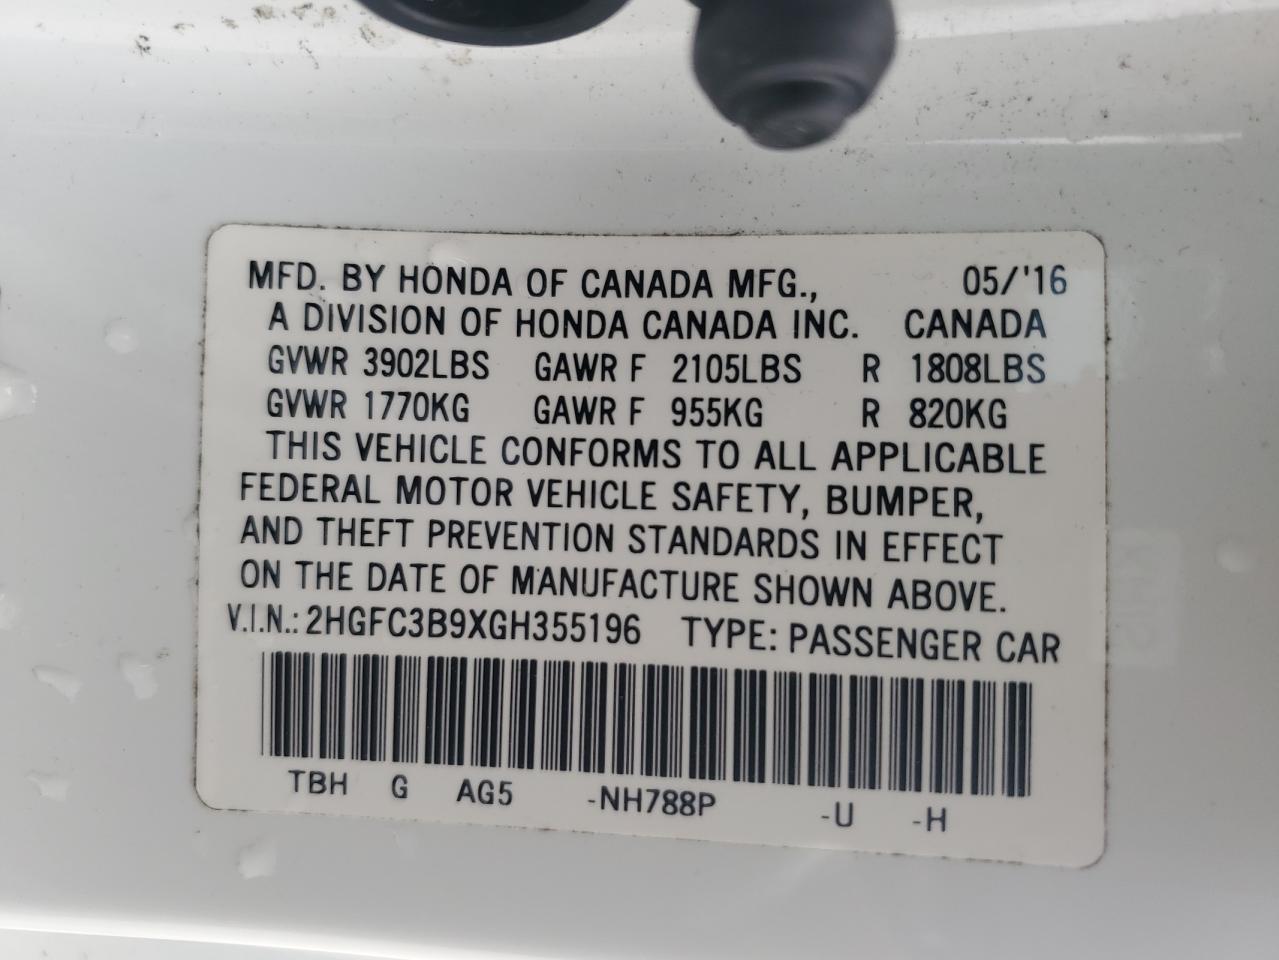 MFD. BY HONDA OF CANADA MFG., 05/'16
A DIVISION OF HONDA CANADA INC. CANADA
GVWR 3902LBS GAWR F 2105LBS R 1808LBS
GVWR 1770KG GAWR F 955KG R 820KG
THIS VEHICLE CONFORMS TO ALL APPLICABLE
FEDERAL MOTOR VEHICLE SAFETY, BUMPER,
AND THEFT PREVENTION STANDARDS IN EFFECT
ON THE DATE OF MANUFACTURE SHOWN ABOVE.
V.I.N.: 2HGFC3B9XGH355196 TYPE: PASSENGER CAR
TBH G AG5 -NH788P -U -H